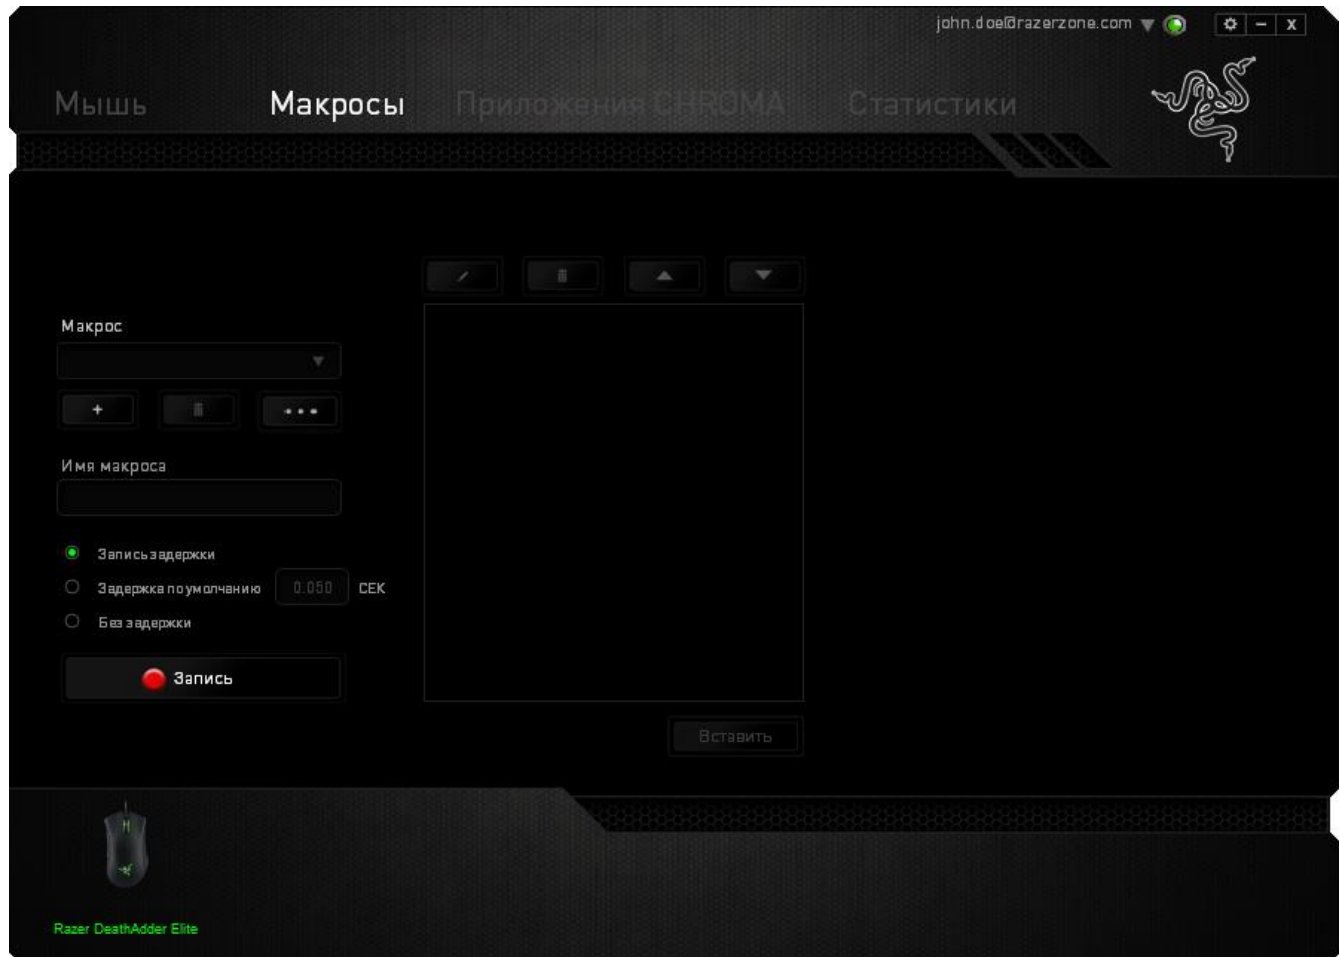 john.doe@razerzone.com
Мышь Макросы Приложения CHROMA Статистики
Макрос
Имя макроса
Запись задержки
Задержка по умолчанию 0.050 СЕК
Без задержки
Запись
Вставить
Razer DeathAdder Elite